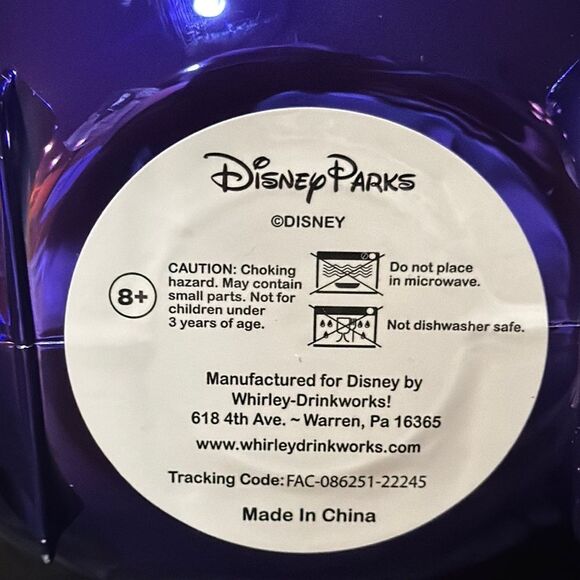 Disney Parks
©DISNEY
CAUTION: Choking
hazard. May contain
small parts. Not for
children under
3 years of age.
8+
Do not place
in microwave.
Not dishwasher safe.
Manufactured for Disney by
Whirley-Drinkworks!
618 4th Ave. ~ Warren, Pa 16365
www.whirleydrinkworks.com
Tracking Code: FAC-086251-22245
Made In China